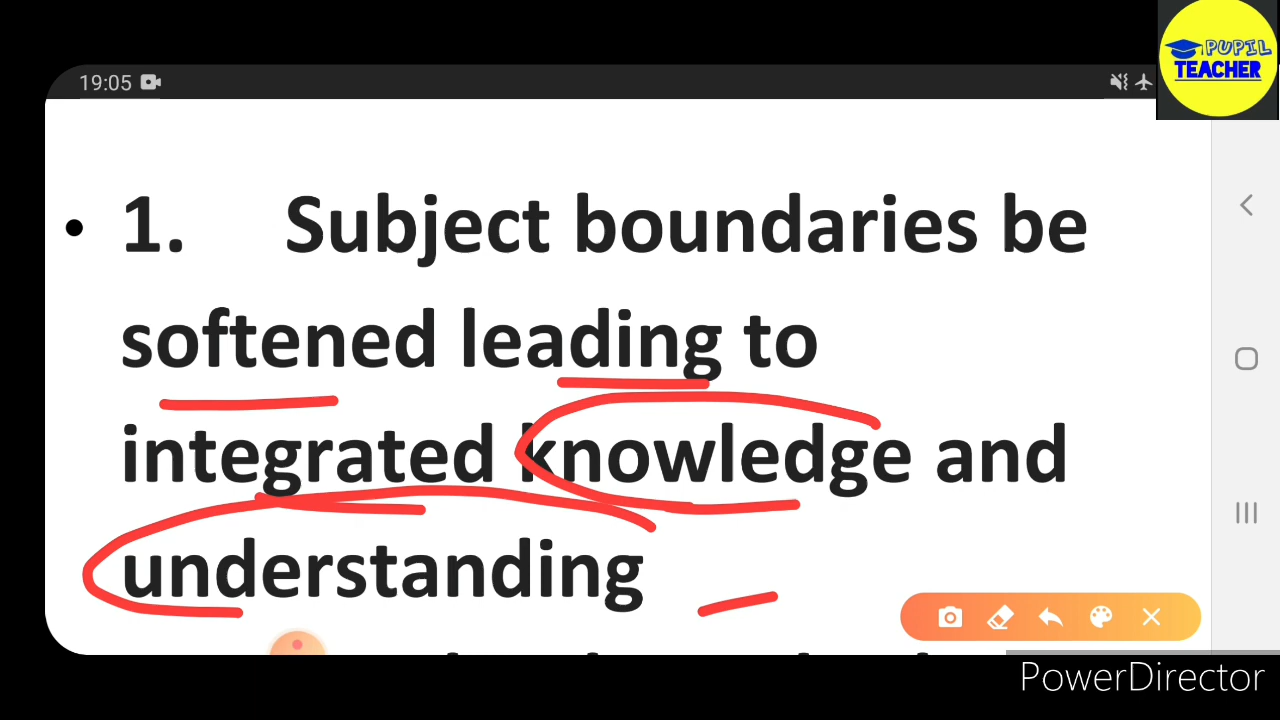 PUPIL
TEACHER
19:05
• 1. Subject boundaries be
softened leading to
integrated knowledge and
understanding
PowerDirector